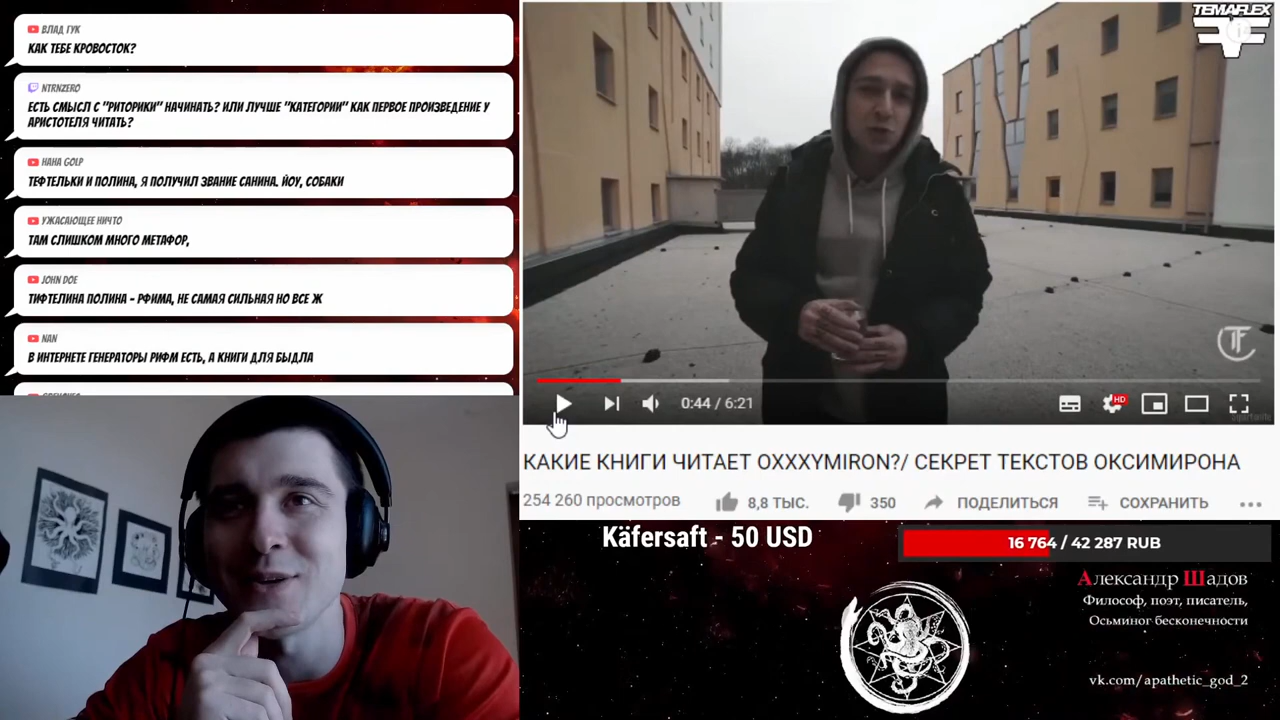 ВЛАД ГУК
КАК ТЕБЕ КРОВОСТОК?
NTRNZERO
ЕСТЬ СМЫСЛ С "РИТОРИКИ" НАЧИНАТЬ? ИЛИ ЛУЧШЕ "КАТЕГОРИИ" КАК ПЕРВОЕ ПРОИЗВЕДЕНИЕ У
АРИСТОТЕЛЯ ЧИТАТЬ?
НАНА GOLP
ТЕФТЕЛЬКИ И ПОЛИНА, Я ПОЛУЧИЛ ЗВАНИЕ САНИНА. ЙОУ, СОБАКИ
УЖАСАЮЩЕЕ НИЧТО
ТАМ СЛИШКОМ МНОГО МЕТАФОР,
JOHN DOE
ТИФТЕЛИНА ПОЛИНА - РФИМА, НЕ САМАЯ СИЛЬНАЯ НО ВСЕ Ж
NAN
В ИНТЕРНЕТЕ ГЕНЕРАТОРЫ РИФМ ЕСТЬ, А КНИГИ ДЛЯ БЫДЛА
TEMAFLEX
TF
0:44 / 6:21
HD
КАКИЕ КНИГИ ЧИТАЕТ OXXXYMIRON?/ СЕКРЕТ ТЕКСТОВ ОКСИМИРОНА
254 260 просмотров
8,8 ТЫС.
350
ПОДЕЛИТЬСЯ
СОХРАНИТЬ
Käfersaft - 50 USD
16 764 / 42 287 RUB
Александр Шадов
Философ, поэт, писатель,
Осьминог бесконечности
vk.com/apathetic_god_2